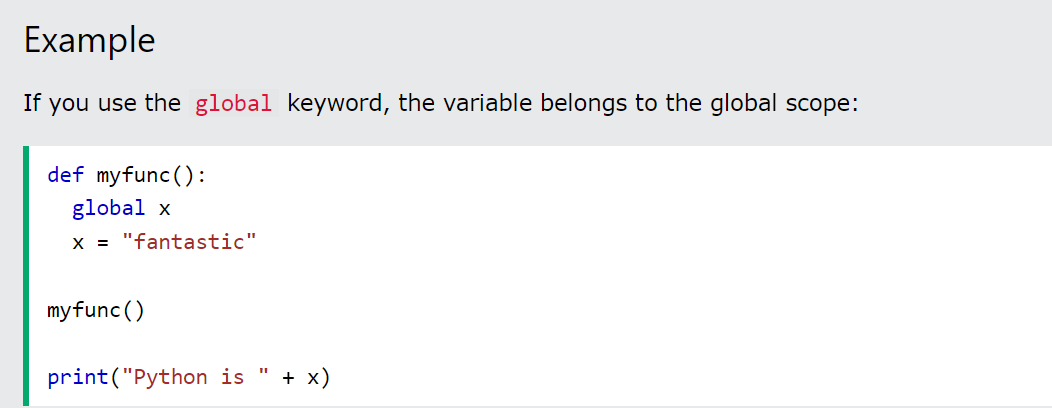 Example
If you use the global keyword, the variable belongs to the global scope:
def myfunc():
  global x
  x = "fantastic"
myfunc()
print("Python is " + x)